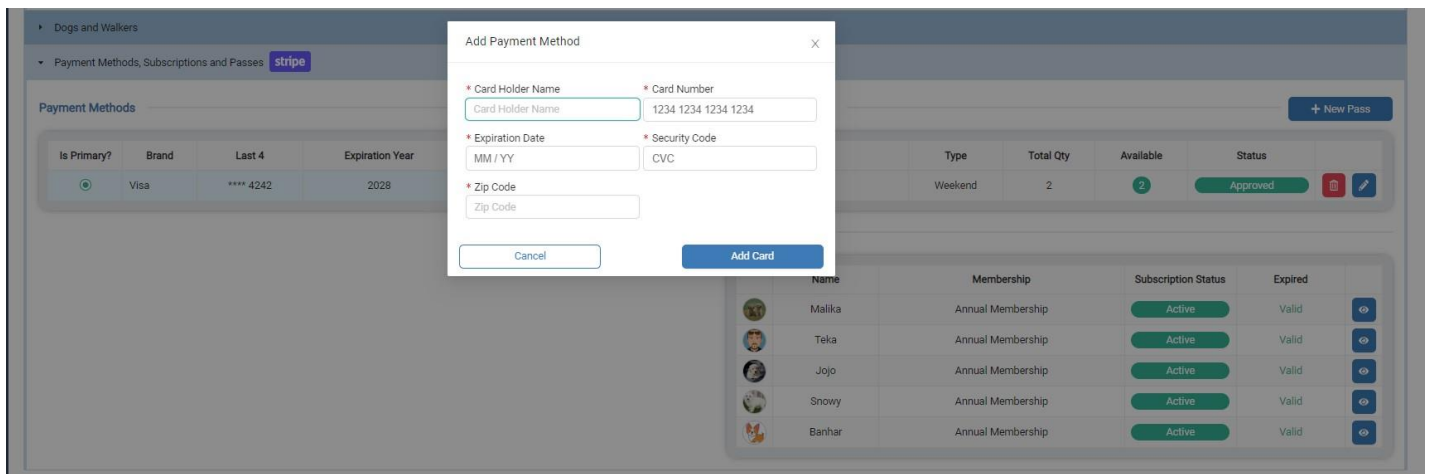 Dogs and Walkers
Payment Methods, Subscriptions and Passes stripe
Payment Methods
+ New Pass
Is Primary? Brand Last 4 Expiration Year
Visa **** 4242 2028
Add Payment Method X
* Card Holder Name * Card Number
Card Holder Name 1234 1234 1234 1234
* Expiration Date * Security Code
MM / YY CVC
* Zip Code
Zip Code
Cancel Add Card
Type Total Qty Available Status
Weekend 2 2 Approved
Name Membership Subscription Status Expired
Malika Annual Membership Active Valid
Teka Annual Membership Active Valid
Jojo Annual Membership Active Valid
Snowy Annual Membership Active Valid
Banhar Annual Membership Active Valid